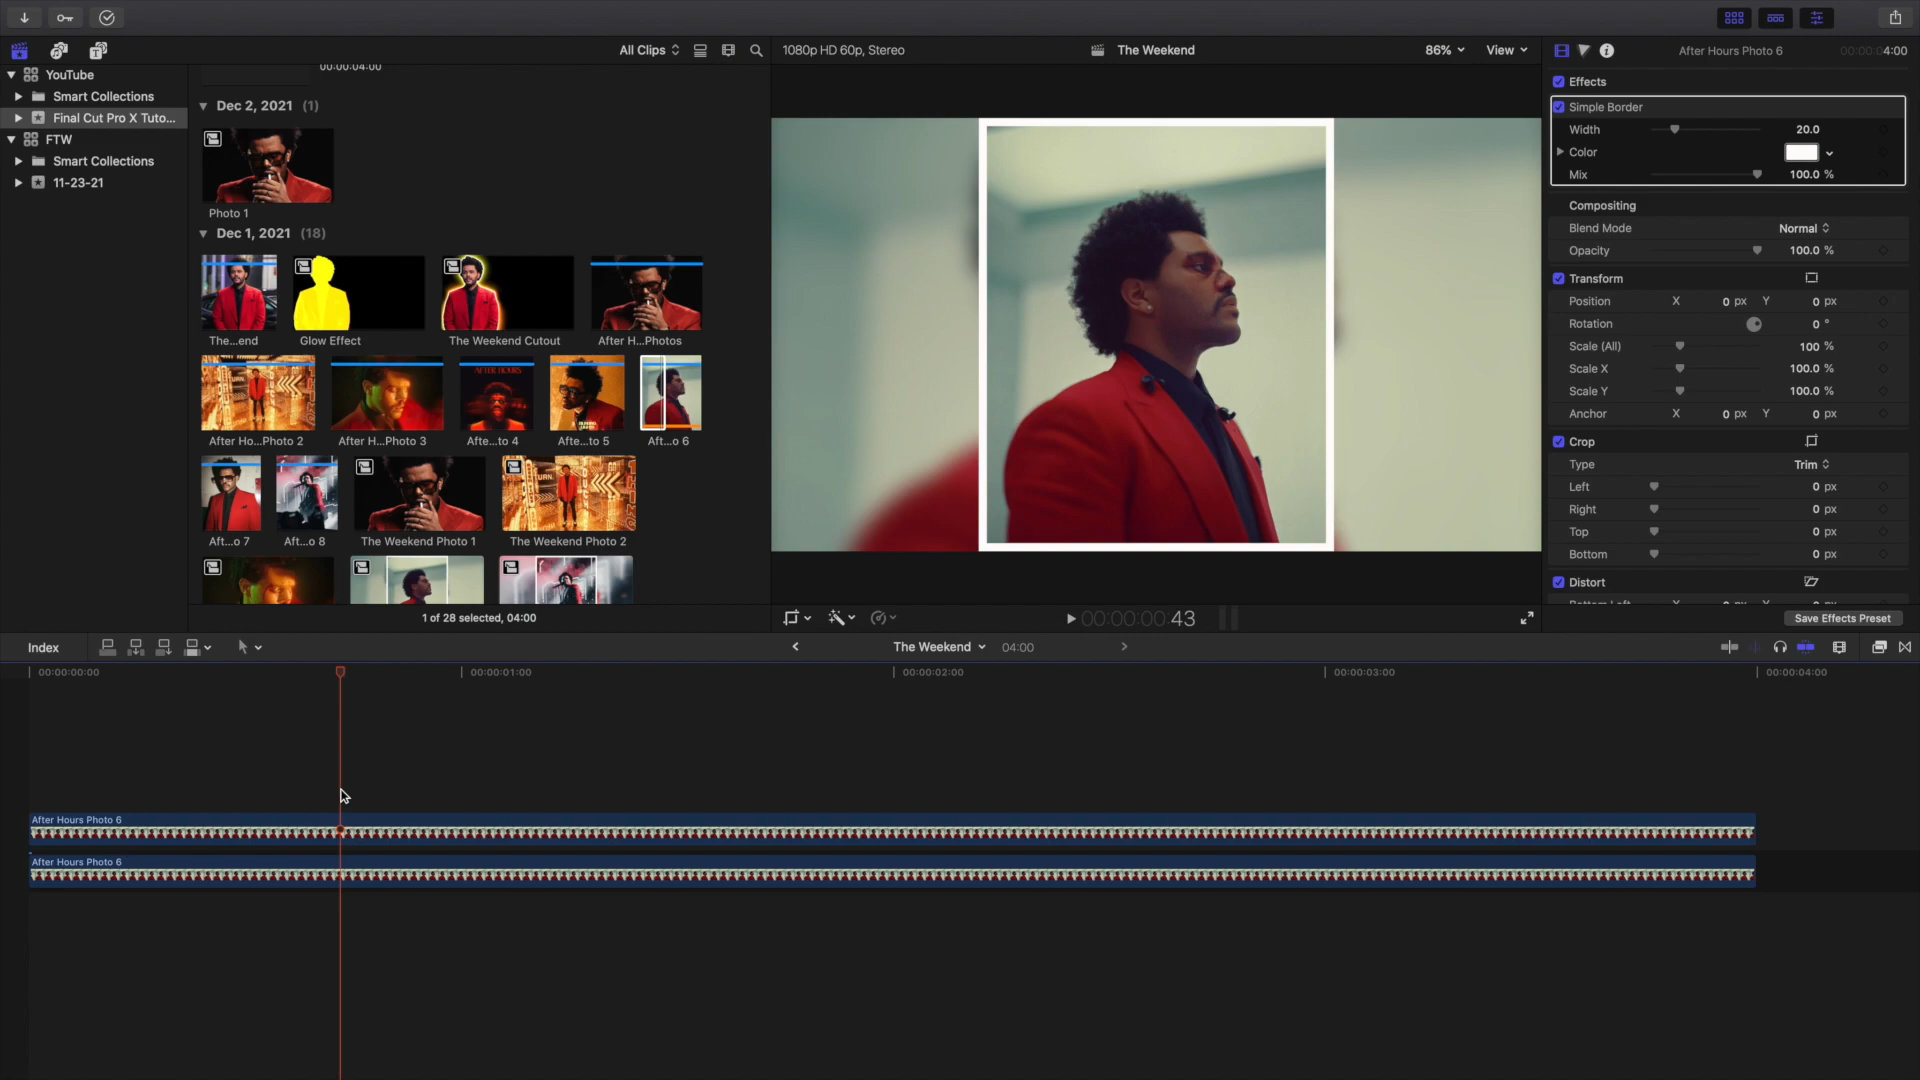 All Clips
1080p HD 60p, Stereo
The Weekend
86%
View
After Hours Photo 6
00:00:04:00
YouTube
Smart Collections
Final Cut Pro X Tuto...
FTW
Smart Collections
11-23-21
00:00:04:00
Dec 2, 2021 (1)
Photo 1
Dec 1, 2021 (18)
The...end
Glow Effect
The Weekend Cutout
After H...Photos
AFTER HOURS
After Ho...Photo 2
After H...Photo 3
Afte...to 4
Afte...to 5
Aft...o 6
Aft...o 7
Aft...o 8
The Weekend Photo 1
The Weekend Photo 2
1 of 28 selected, 04:00
00:00:00:43
Effects
Simple Border
Width 20.0
Color
Mix 100.0 %
Compositing
Blend Mode Normal
Opacity 100.0 %
Transform
Position X 0 px Y 0 px
Rotation 0 °
Scale (All) 100 %
Scale X 100.0 %
Scale Y 100.0 %
Anchor X 0 px Y 0 px
Crop
Type Trim
Left 0 px
Right 0 px
Top 0 px
Bottom 0 px
Distort
Bottom Left X 0 px Y 0 px
Save Effects Preset
Index
The Weekend
04:00
00:00:00:00
00:00:01:00
00:00:02:00
00:00:03:00
00:00:04:00
After Hours Photo 6
After Hours Photo 6